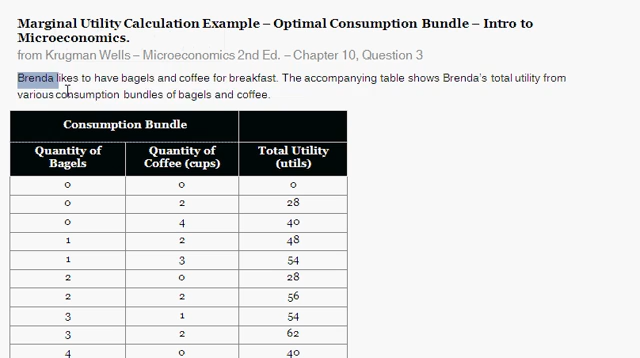 Marginal Utility Calculation Example – Optimal Consumption Bundle – Intro to
Microeconomics.
from Krugman Wells – Microeconomics 2nd Ed. – Chapter 10, Question 3
Brenda likes to have bagels and coffee for breakfast. The accompanying table shows Brenda's total utility from
various consumption bundles of bagels and coffee.
Consumption Bundle
Quantity of Bagels Quantity of Coffee (cups) Total Utility (utils)
0 0 0
0 2 28
0 4 40
1 2 48
1 3 54
2 0 28
2 2 56
3 1 54
3 2 62
4 0 40